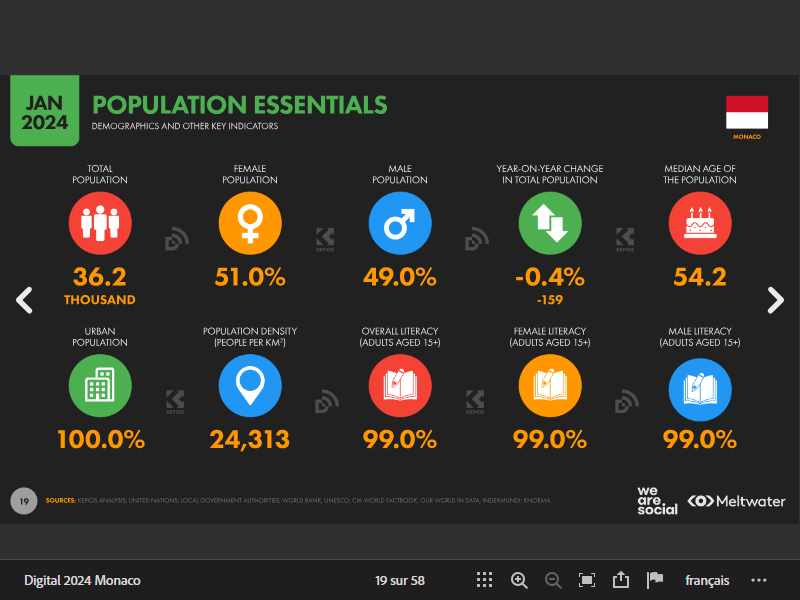 JAN
2024
POPULATION ESSENTIALS
DEMOGRAPHICS AND OTHER KEY INDICATORS
MONACO
TOTAL
POPULATION
36.2
THOUSAND
FEMALE
POPULATION
51.0%
MALE
POPULATION
49.0%
YEAR-ON-YEAR CHANGE
IN TOTAL POPULATION
-0.4%
-159
MEDIAN AGE OF
THE POPULATION
54.2
URBAN
POPULATION
100.0%
POPULATION DENSITY
(PEOPLE PER KM²)
24,313
OVERALL LITERACY
(ADULTS AGED 15+)
99.0%
FEMALE LITERACY
(ADULTS AGED 15+)
99.0%
MALE LITERACY
(ADULTS AGED 15+)
99.0%
KEPIOS
KEPIOS
KEPIOS
KEPIOS
19
SOURCES: KEPIOS ANALYSIS; UNITED NATIONS; LOCAL GOVERNMENT AUTHORITIES; WORLD BANK; UNESCO; CIA WORLD FACTBOOK; OUR WORLD IN DATA; INDEXMUNDI; KNOEMA.
we
are.
social
Meltwater
Digital 2024 Monaco
19 sur 58
français